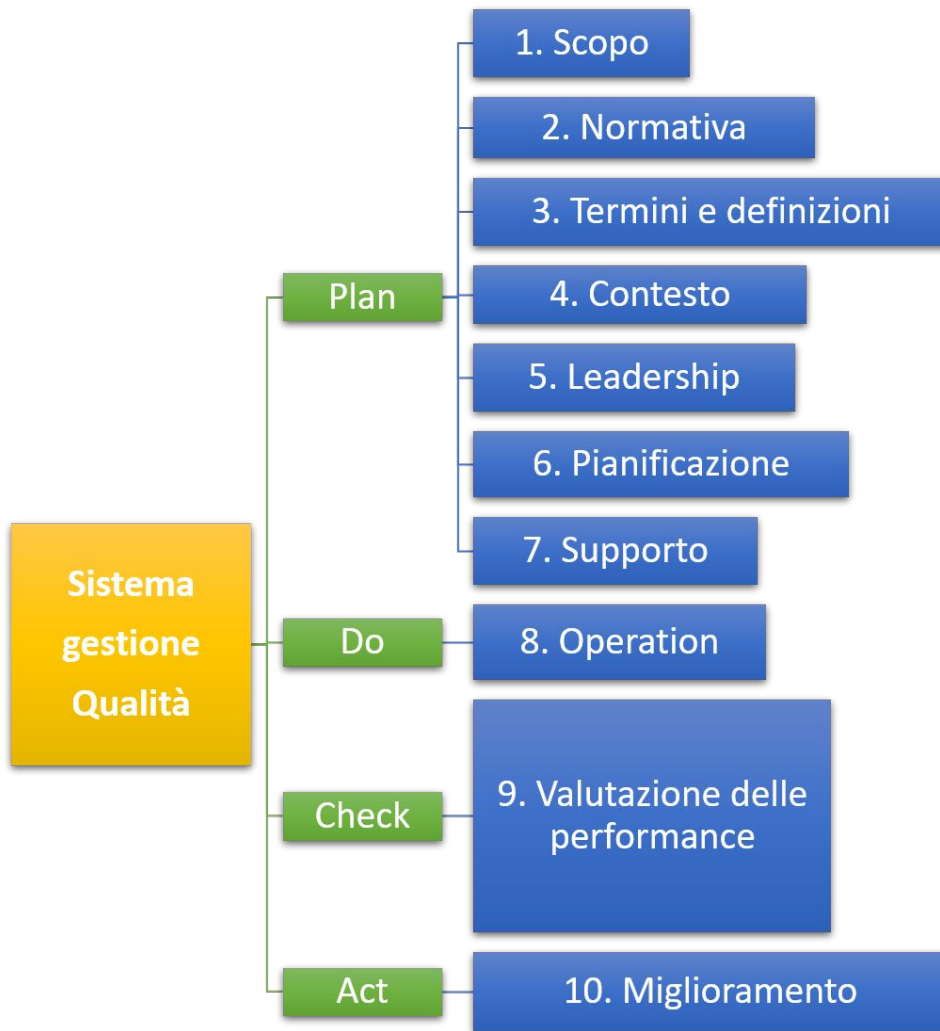 Sistema
gestione
Qualità
Plan
1. Scopo
2. Normativa
3. Termini e definizioni
4. Contesto
5. Leadership
6. Pianificazione
7. Supporto
Do
8. Operation
Check
9. Valutazione delle
performance
Act
10. Miglioramento